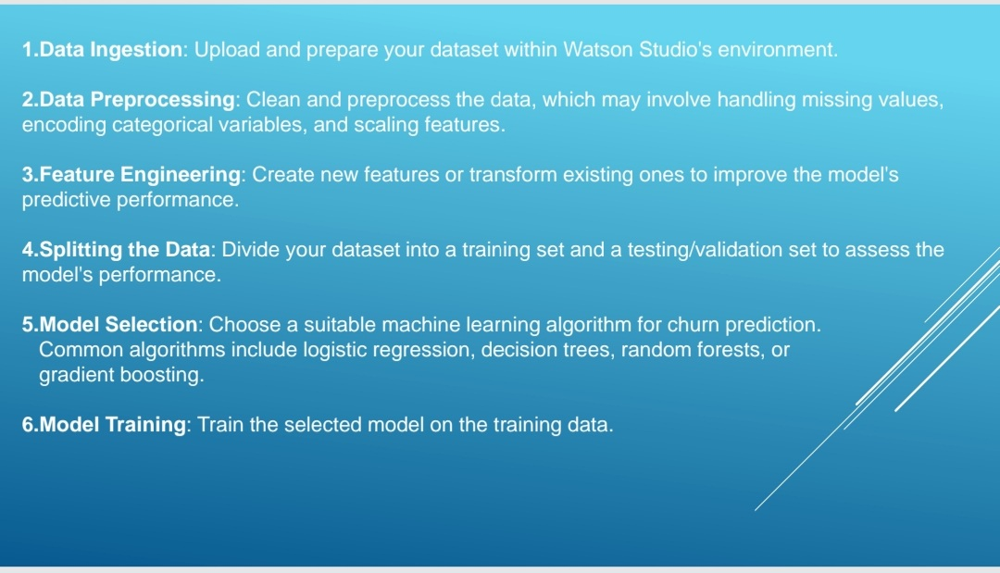 1.Data Ingestion: Upload and prepare your dataset within Watson Studio's environment.
2.Data Preprocessing: Clean and preprocess the data, which may involve handling missing values,
encoding categorical variables, and scaling features.
3.Feature Engineering: Create new features or transform existing ones to improve the model's
predictive performance.
4.Splitting the Data: Divide your dataset into a training set and a testing/validation set to assess the
model's performance.
5.Model Selection: Choose a suitable machine learning algorithm for churn prediction.
Common algorithms include logistic regression, decision trees, random forests, or
gradient boosting.
6.Model Training: Train the selected model on the training data.